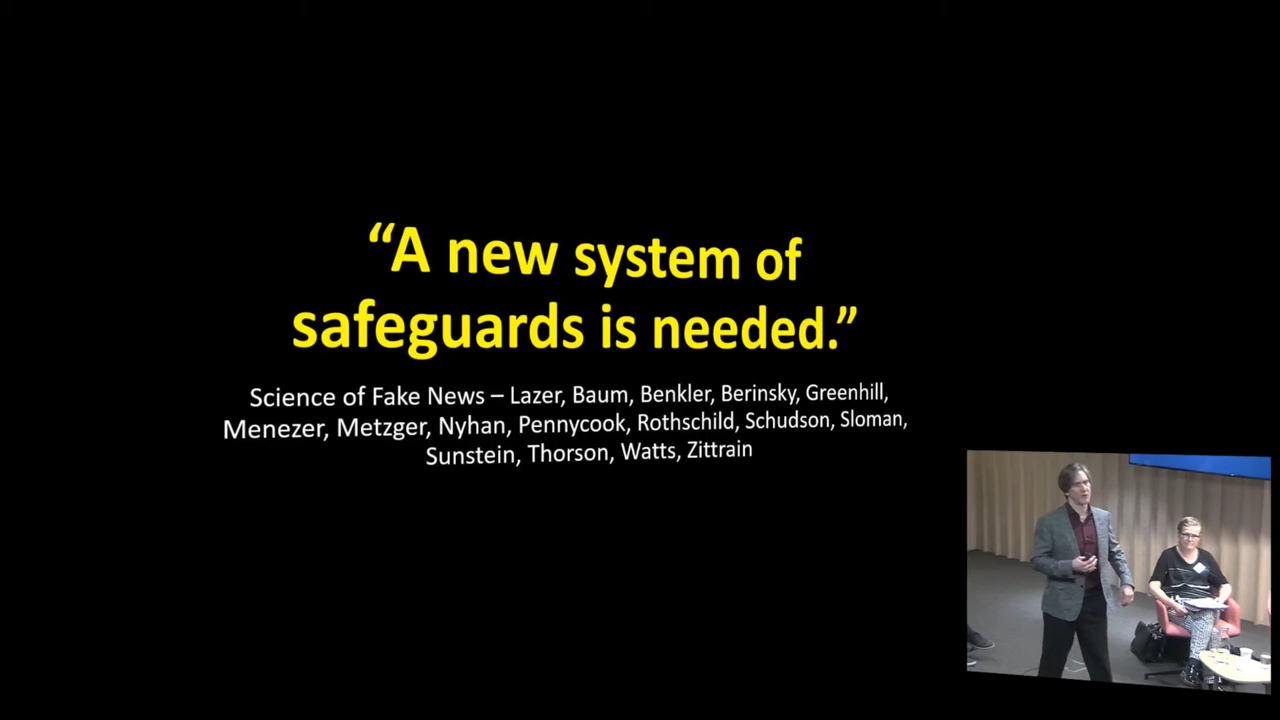 “A new system of
safeguards is needed.”
Science of Fake News – Lazer, Baum, Benkler, Berinsky, Greenhill,
Menezer, Metzger, Nyhan, Pennycook, Rothschild, Schudson, Sloman,
Sunstein, Thorson, Watts, Zittrain